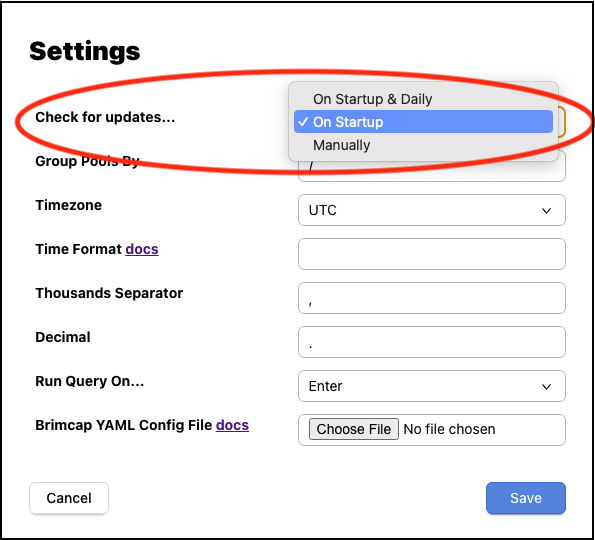 Settings
Check for updates...
On Startup & Daily
✓ On Startup
Manually
Group Pools By
/
Timezone
UTC
Time Format docs
Thousands Separator
,
Decimal
.
Run Query On...
Enter
Brimcap YAML Config File docs
Choose File No file chosen
Cancel
Save